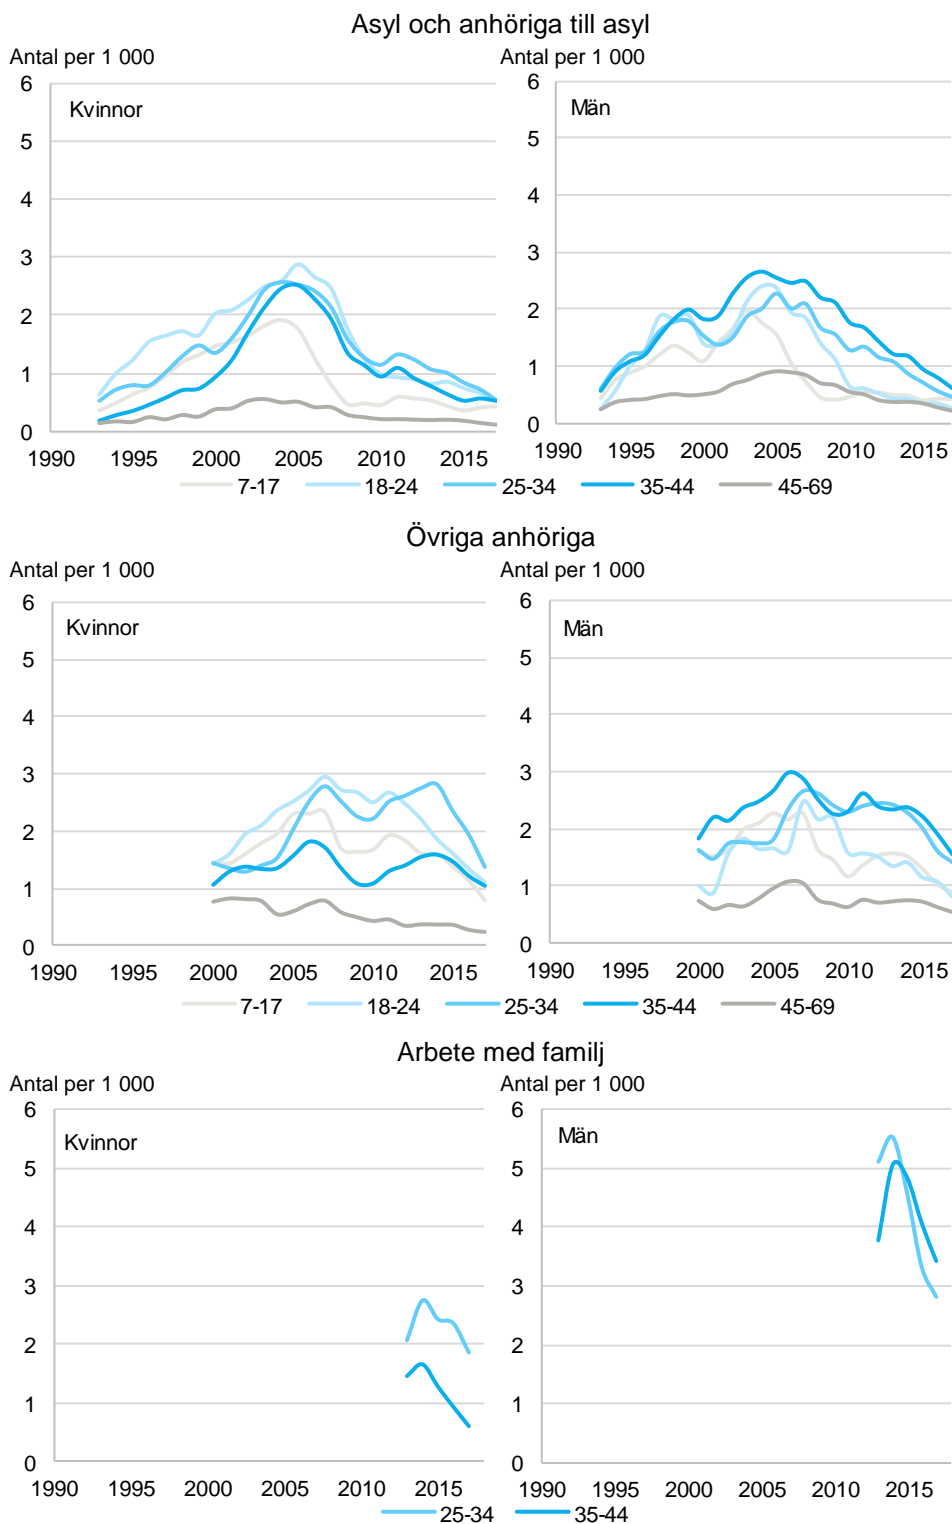 Asyl och anhöriga till asyl
Antal per 1 000 Antal per 1 000
6 6
Kvinnor Män
5 5
4 4
3 3
2 2
1 1
0 0
1990 1995 2000 2005 2010 2015 1990 1995 2000 2005 2010 2015
7-17 18-24 25-34 35-44 45-69
Övriga anhöriga
Antal per 1 000 Antal per 1 000
6 6
Kvinnor Män
5 5
4 4
3 3
2 2
1 1
0 0
1990 1995 2000 2005 2010 2015 1990 1995 2000 2005 2010 2015
7-17 18-24 25-34 35-44 45-69
Arbete med familj
Antal per 1 000 Antal per 1 000
6 6
Kvinnor Män
5 5
4 4
3 3
2 2
1 1
0 0
1990 1995 2000 2005 2010 2015 1990 1995 2000 2005 2010 2015
25-34 35-44